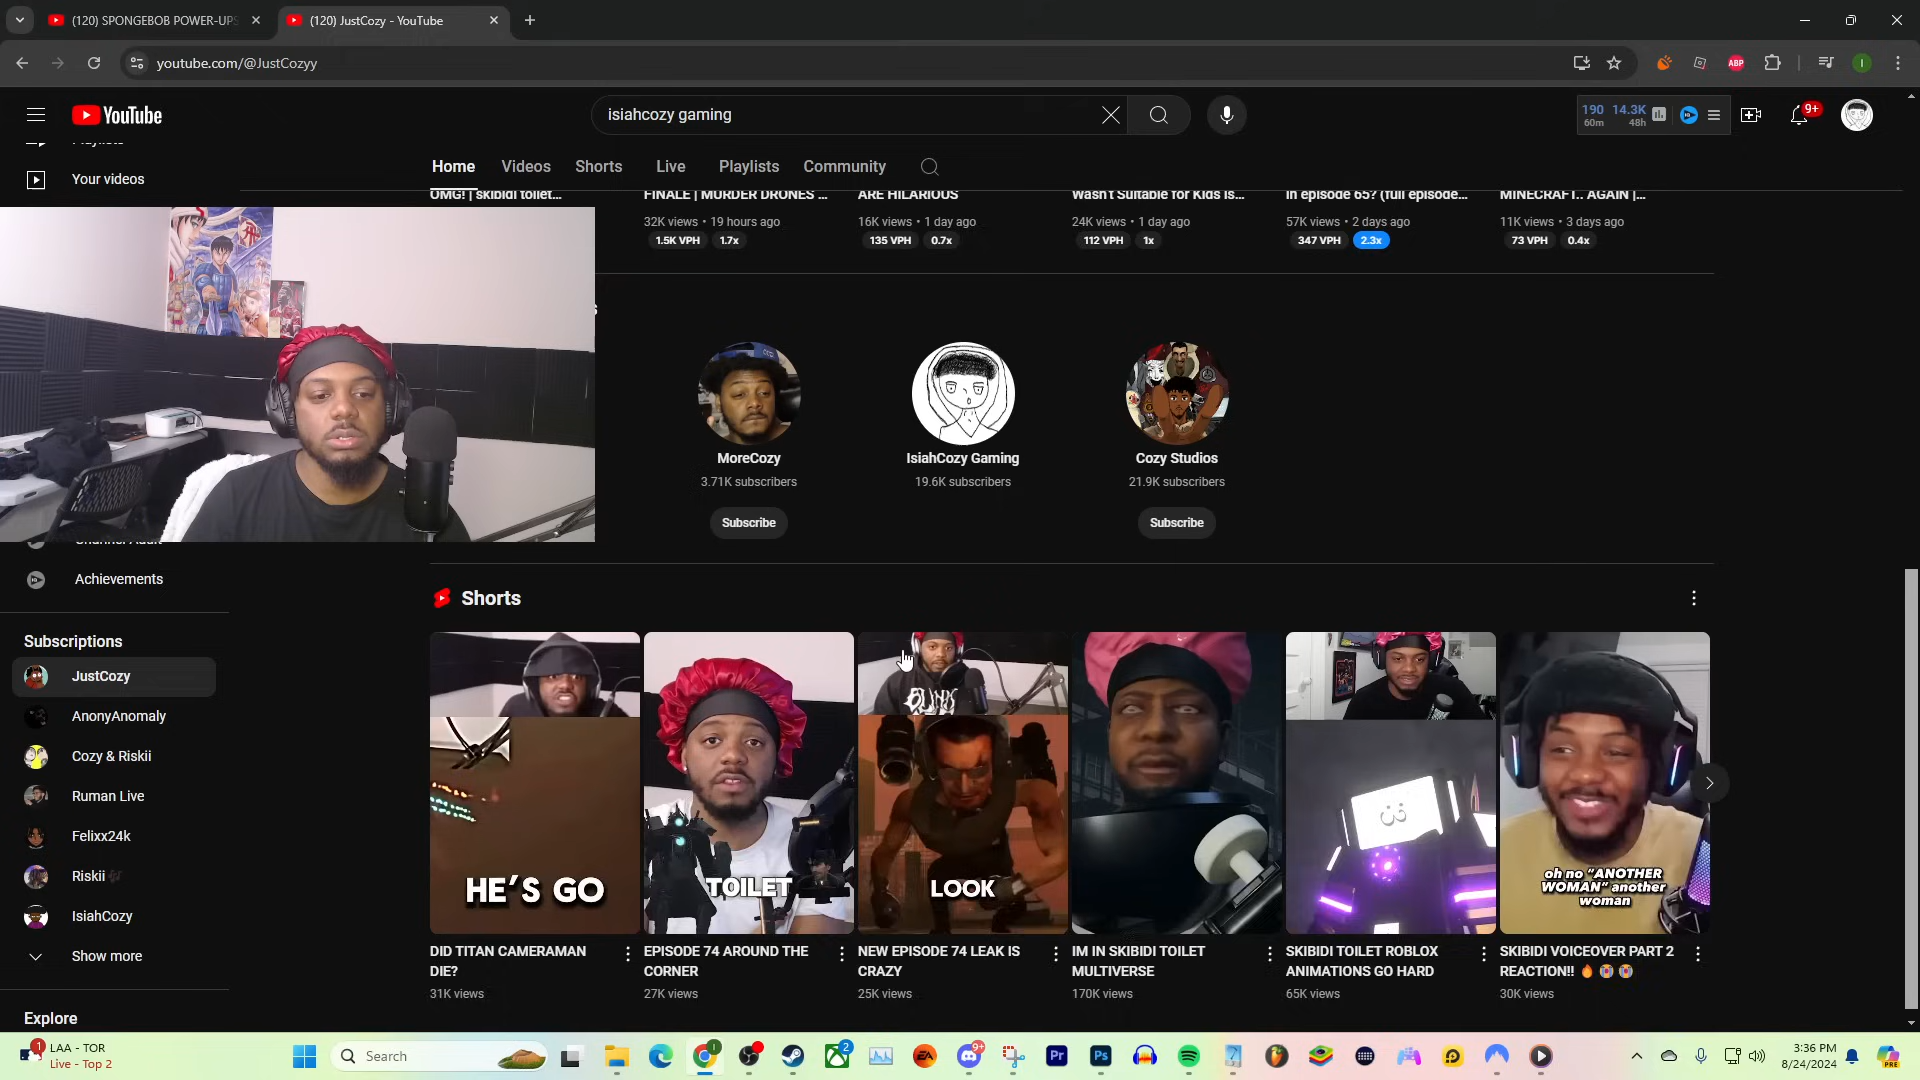 (120) SPONGEBOB POWER-UPS
(120) JustCozy - YouTube
youtube.com/@JustCozyy
ABP
I
YouTube
isiahcozy gaming
190 60m
14.3K 48h
9+
Your videos
Home Videos Shorts Live Playlists Community
OMG! | skibidi toilet...
FINALE | MURDER DRONES ...
32K views • 19 hours ago
1.5K VPH 1.7x
ARE HILARIOUS
16K views • 1 day ago
135 VPH 0.7x
Wasn't Suitable for Kids is...
24K views • 1 day ago
112 VPH 1x
in episode 65? (full episode...
57K views • 2 days ago
347 VPH 2.3x
MINECRAFT.. AGAIN |...
11K views • 3 days ago
73 VPH 0.4x
MoreCozy
3.71K subscribers
Subscribe
IsiahCozy Gaming
19.6K subscribers
Cozy Studios
21.9K subscribers
Subscribe
Achievements
Subscriptions
JustCozy
AnonyAnomaly
Cozy & Riskii
Ruman Live
Felixx24k
Riskii
IsiahCozy
Show more
Explore
Shorts
HE'S GO
DID TITAN CAMERAMAN
DIE?
31K views
TOILET
EPISODE 74 AROUND THE
CORNER
27K views
LOOK
NEW EPISODE 74 LEAK IS
CRAZY
25K views
IM IN SKIBIDI TOILET
MULTIVERSE
170K views
SKIBIDI TOILET ROBLOX
ANIMATIONS GO HARD
65K views
oh no "ANOTHER
WOMAN" another
woman
SKIBIDI VOICEOVER PART 2
REACTION!! 🔥 😭 😭
30K views
1
LAA - TOR
Live - Top 2
Search
2
EA
9+
Pr
Ps
3:36 PM
8/24/2024
PRE